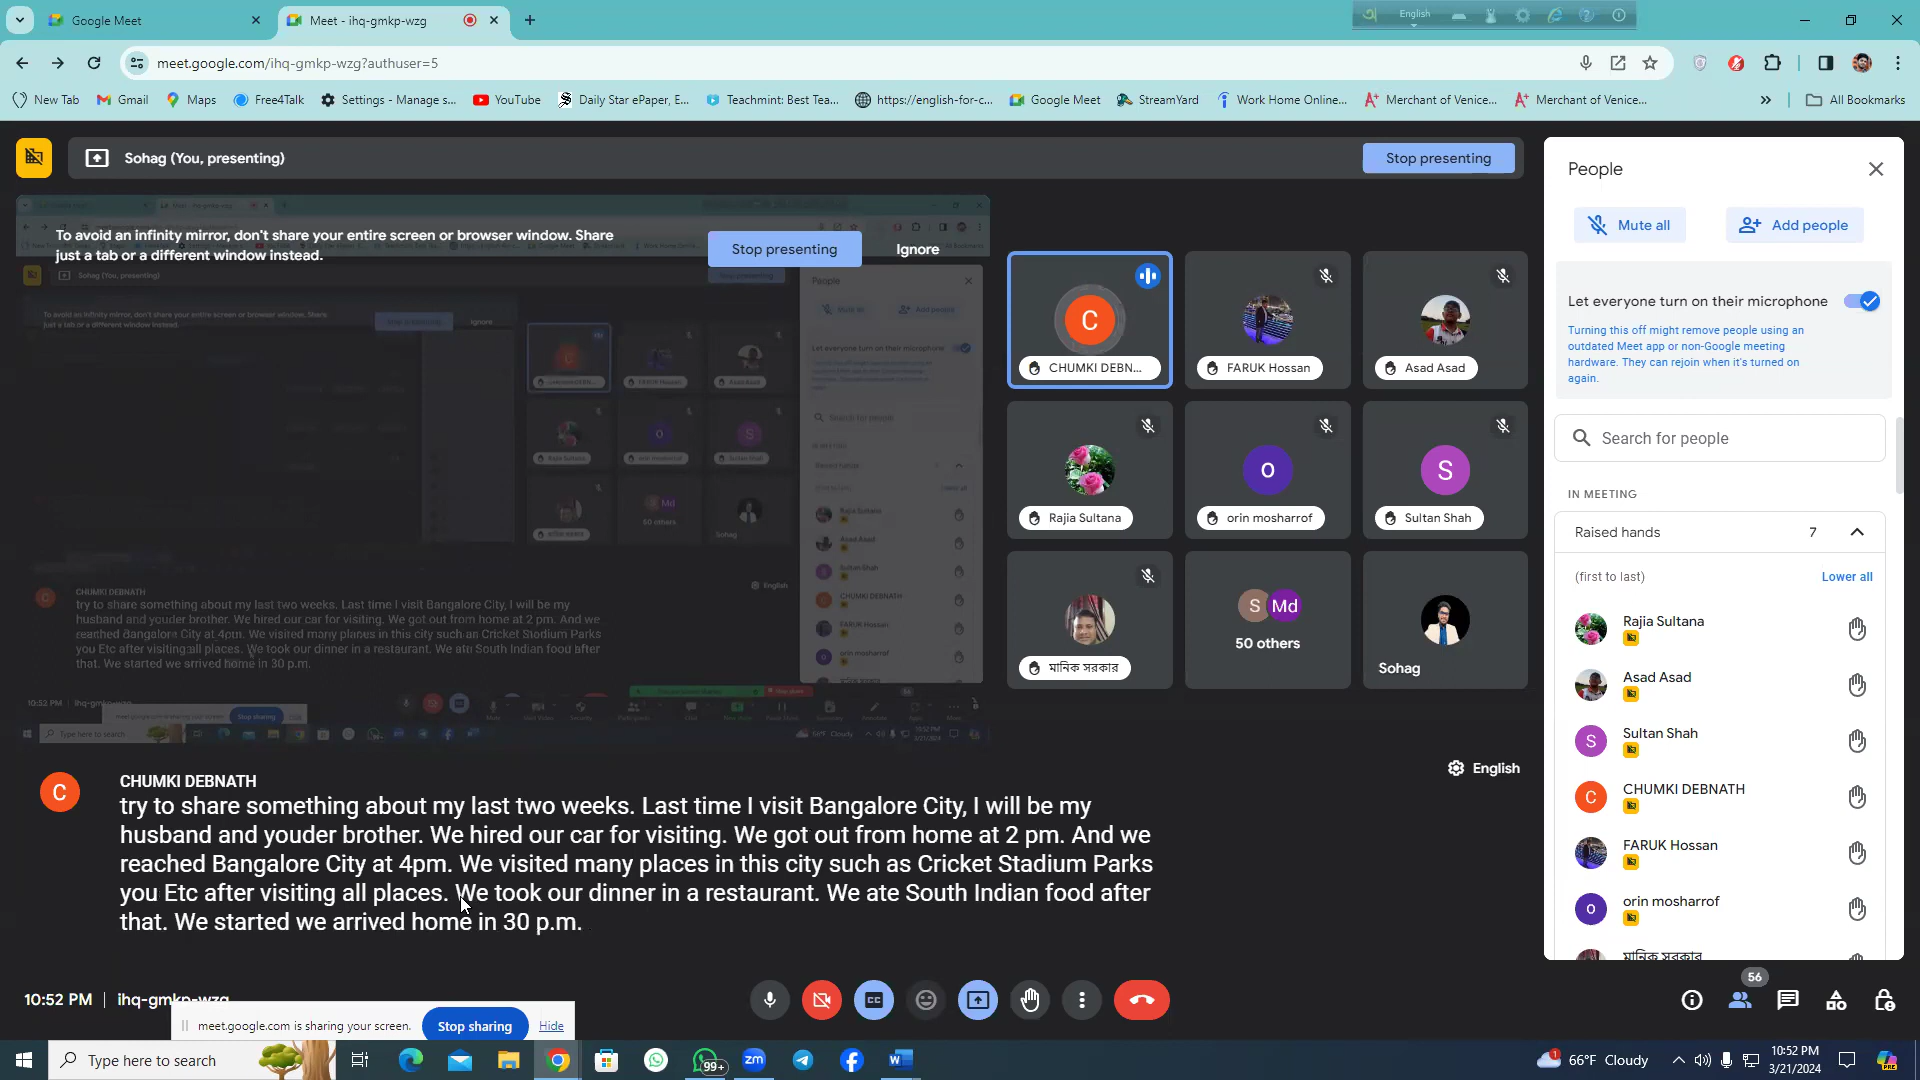 Google Meet
Meet - ihq-gmkp-wzg
English
meet.google.com/ihq-gmkp-wzg?authuser=5
New Tab
Gmail
Maps
Free4Talk
Settings - Manage s...
YouTube
Daily Star ePaper, E...
Teachmint: Best Tea...
https://english-for-c...
Google Meet
StreamYard
Work Home Online...
Merchant of Venice...
Merchant of Venice...
All Bookmarks
Sohag (You, presenting)
Stop presenting
To avoid an infinity mirror, don't share your entire screen or browser window. Share
just a tab or a different window instead.
Stop presenting
Ignore
CHUMKI DEBN...
FARUK Hossan
Asad Asad
Rajia Sultana
orin mosharrof
Sultan Shah
মানিক সরকার
S Md
50 others
Sohag
People
Mute all
Add people
Let everyone turn on their microphone
Turning this off might remove people using an
outdated Meet app or non-Google meeting
hardware. They can rejoin when it's turned on
again.
Search for people
IN MEETING
Raised hands 7
(first to last)
Lower all
Rajia Sultana
Asad Asad
Sultan Shah
CHUMKI DEBNATH
FARUK Hossan
orin mosharrof
মানিক সরকার
English
CHUMKI DEBNATH
try to share something about my last two weeks. Last time I visit Bangalore City, I will be my
husband and youder brother. We hired our car for visiting. We got out from home at 2 pm. And we
reached Bangalore City at 4pm. We visited many places in this city such as Cricket Stadium Parks
you Etc after visiting all places. We took our dinner in a restaurant. We ate South Indian food after
that. We started we arrived home in 30 p.m.
10:52 PM
ihq-gmkp-wzg
56
meet.google.com is sharing your screen.
Stop sharing
Hide
Type here to search
99+
66°F Cloudy
10:52 PM
3/21/2024